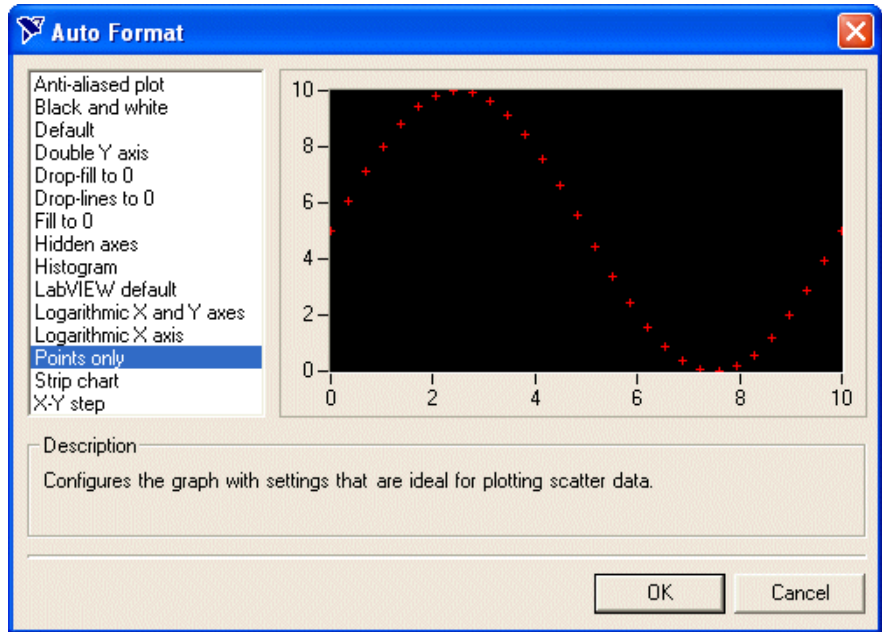 Auto Format
Anti-aliased plot
Black and white
Default
Double Y axis
Drop-fill to 0
Drop-lines to 0
Fill to 0
Hidden axes
Histogram
LabVIEW default
Logarithmic X and Y axes
Logarithmic X axis
Points only
Strip chart
X-Y step
10
8
6
4
2
0
0 2 4 6 8 10
Description
Configures the graph with settings that are ideal for plotting scatter data.
OK Cancel